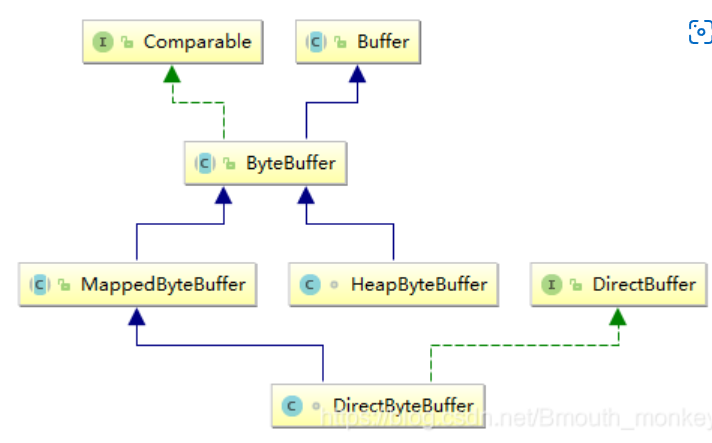 I Comparable
C Buffer
C ByteBuffer
C MappedByteBuffer
C HeapByteBuffer
I DirectBuffer
C DirectByteBuffer
https://blog.csdn.net/Bmouth_monkey